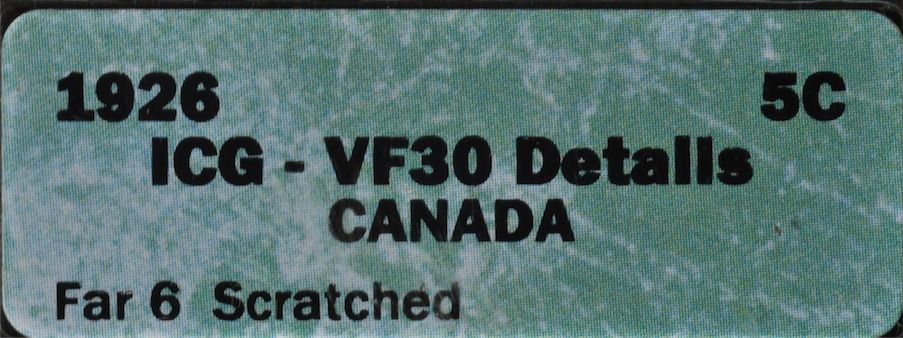 1926 5C
ICG - VF30 Details
CANADA
Far 6 Scratched